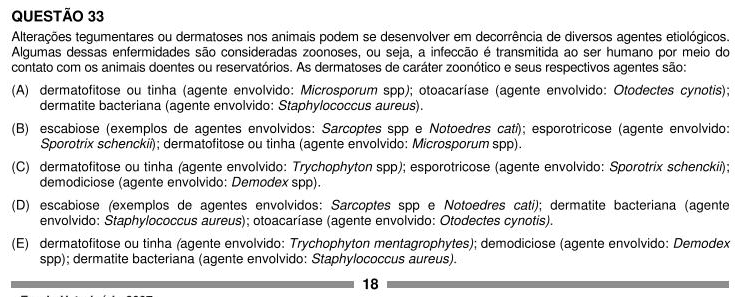 QUESTÃO 33
Alterações tegumentares ou dermatoses nos animais podem se desenvolver em decorrência de diversos agentes etiológicos.
Algumas dessas enfermidades são consideradas zoonoses, ou seja, a infecção é transmitida ao ser humano por meio do
contato com os animais doentes ou reservatórios. As dermatoses de caráter zoonótico e seus respectivos agentes são:
(A) dermatofitose ou tinha (agente envolvido: Microsporum spp); otoacaríase (agente envolvido: Otodectes cynotis);
dermatite bacteriana (agente envolvido: Staphylococcus aureus).
(B) escabiose (exemplos de agentes envolvidos: Sarcoptes spp e Notoedres cati); esporotricose (agente envolvido:
Sporotrix schenckii); dermatofitose ou tinha (agente envolvido: Microsporum spp).
(C) dermatofitose ou tinha (agente envolvido: Trychophyton spp); esporotricose (agente envolvido: Sporotrix schenckii);
demodiciose (agente envolvido: Demodex spp).
(D) escabiose (exemplos de agentes envolvidos: Sarcoptes spp e Notoedres cati); dermatite bacteriana (agente
envolvido: Staphylococcus aureus); otoacaríase (agente envolvido: Otodectes cynotis).
(E) dermatofitose ou tinha (agente envolvido: Trychophyton mentagrophytes); demodiciose (agente envolvido: Demodex
spp); dermatite bacteriana (agente envolvido: Staphylococcus aureus).
18